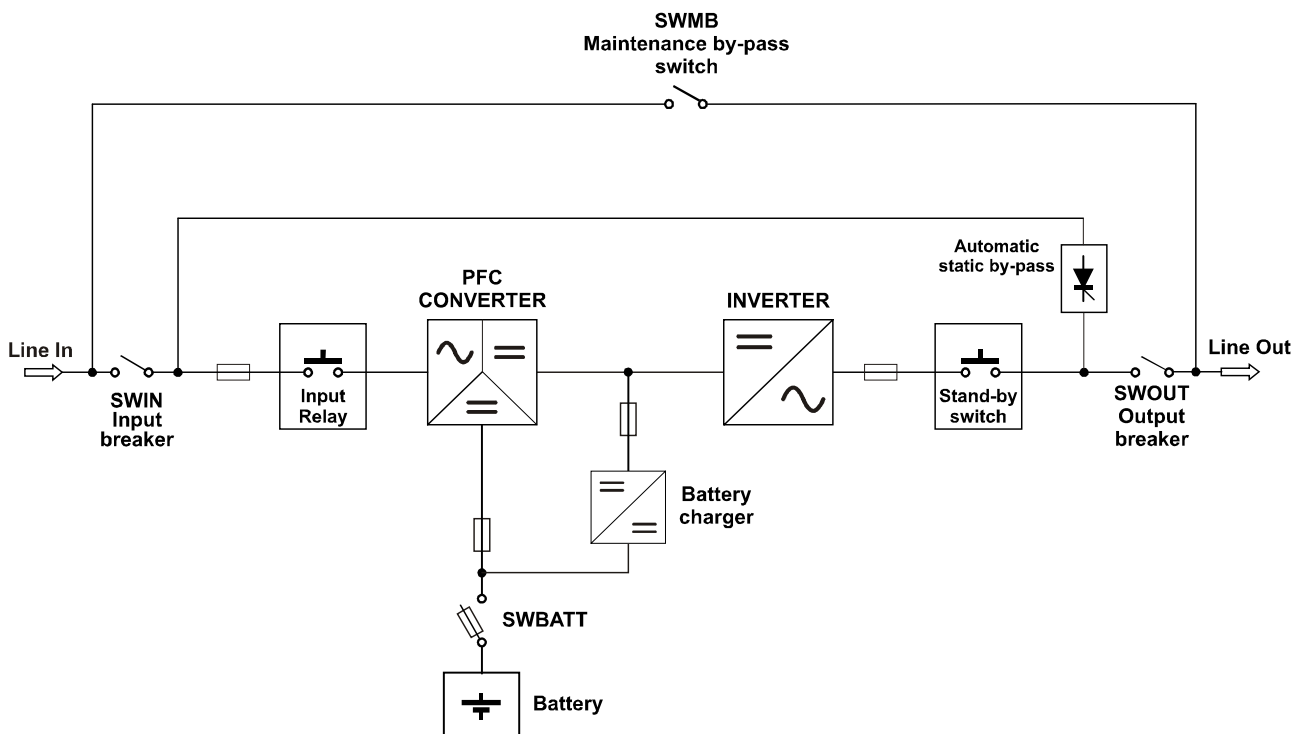 SWMB
Maintenance by-pass
switch
Automatic
static by-pass
PFC
CONVERTER
INVERTER
Line In
Line Out
SWIN
Input
breaker
Input
Relay
Stand-by
switch
SWOUT
Output
breaker
Battery
charger
SWBATT
Battery